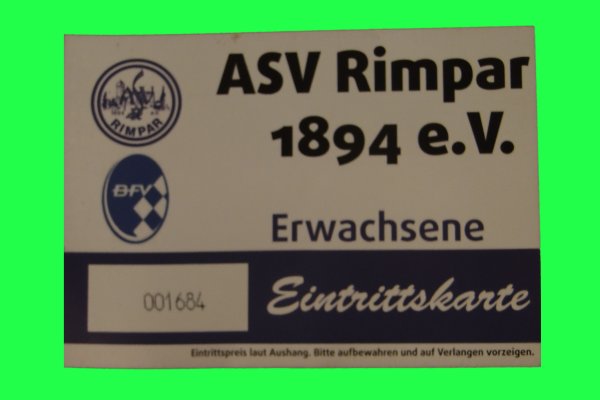 ASV Rimpar
1894 e.V.
RIMPAR
BFV
Erwachsene
001684
Eintrittskarte
Eintrittspreis laut Aushang. Bitte aufbewahren und auf Verlangen vorzeigen.